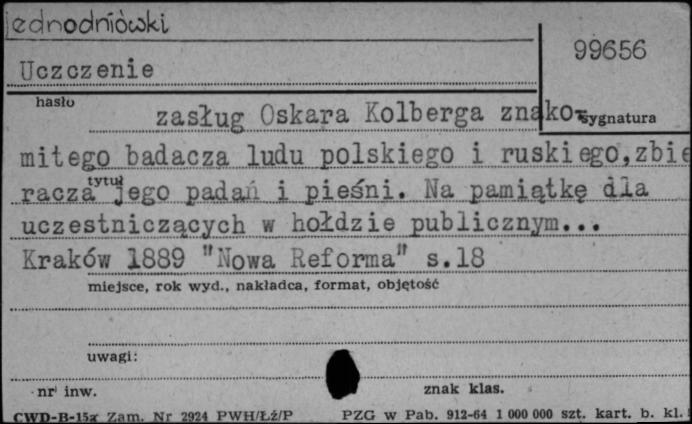 jednodniówki
99656
Uczczenie
hasło
zasług Oskara Kolberga znako-
sygnatura
mitego badacza ludu polskiego i ruskiego,zbie
racza jego padań i pieśni. Na pamiątkę dla
tytuł
uczestniczących w hołdzie publicznym...
Kraków 1889 "Nowa Reforma" s.18
miejsce, rok wyd., nakładca, format, objętość
uwagi:
nr inw.
znak klas.
CWD-B-15x Zam. Nr 2924 PWH/Łź/P PZG w Pab. 912-64 1 000 000 szt. kart. b. kl.